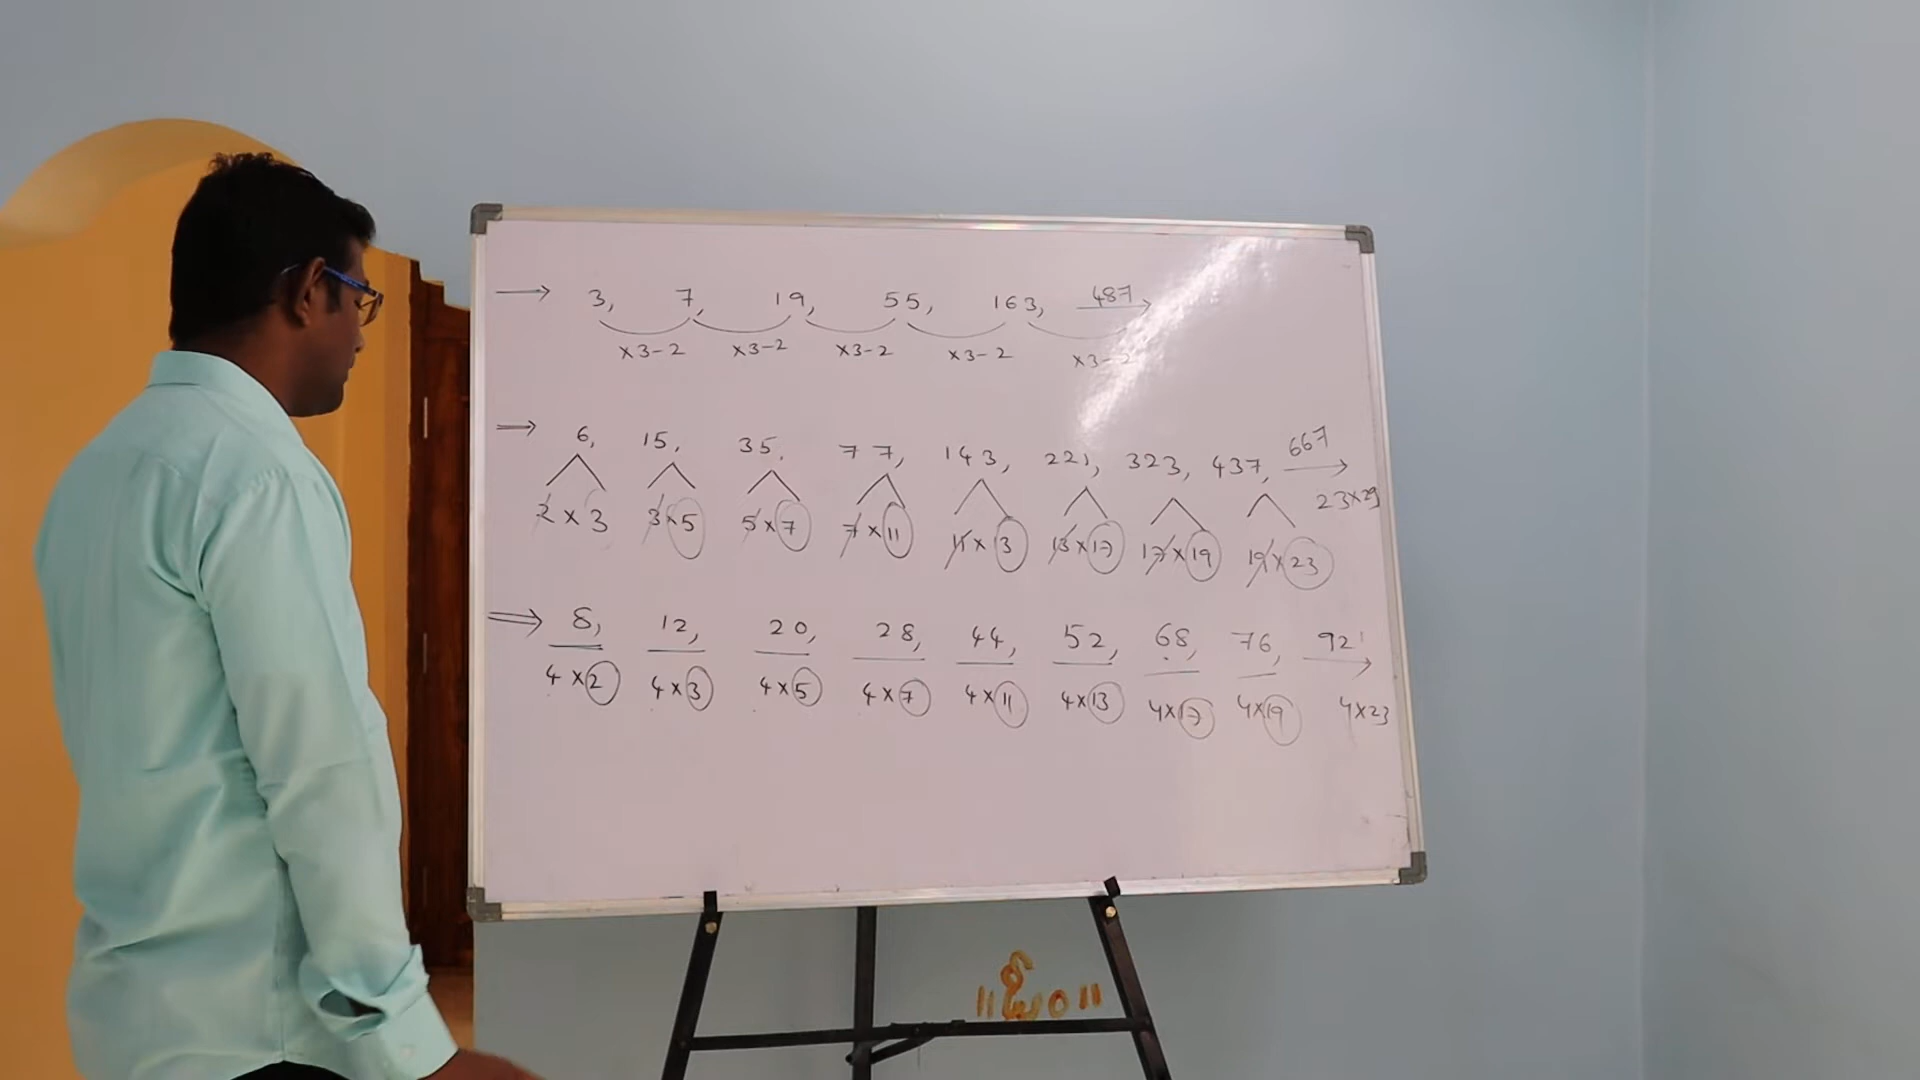 → 3, 7, 19, 55, 163, 487
×3-2 ×3-2 ×3-2 ×3-2 ×3-2
→ 6, 15, 35, 77, 143, 221, 323, 437, 667
2×3 3×5 5×7 7×11 11×13 13×17 17×19 19×23 23×29
⇒ 8, 12, 20, 28, 44, 52, 68, 76, 92
4×2 4×3 4×5 4×7 4×11 4×13 4×17 4×19 4×23